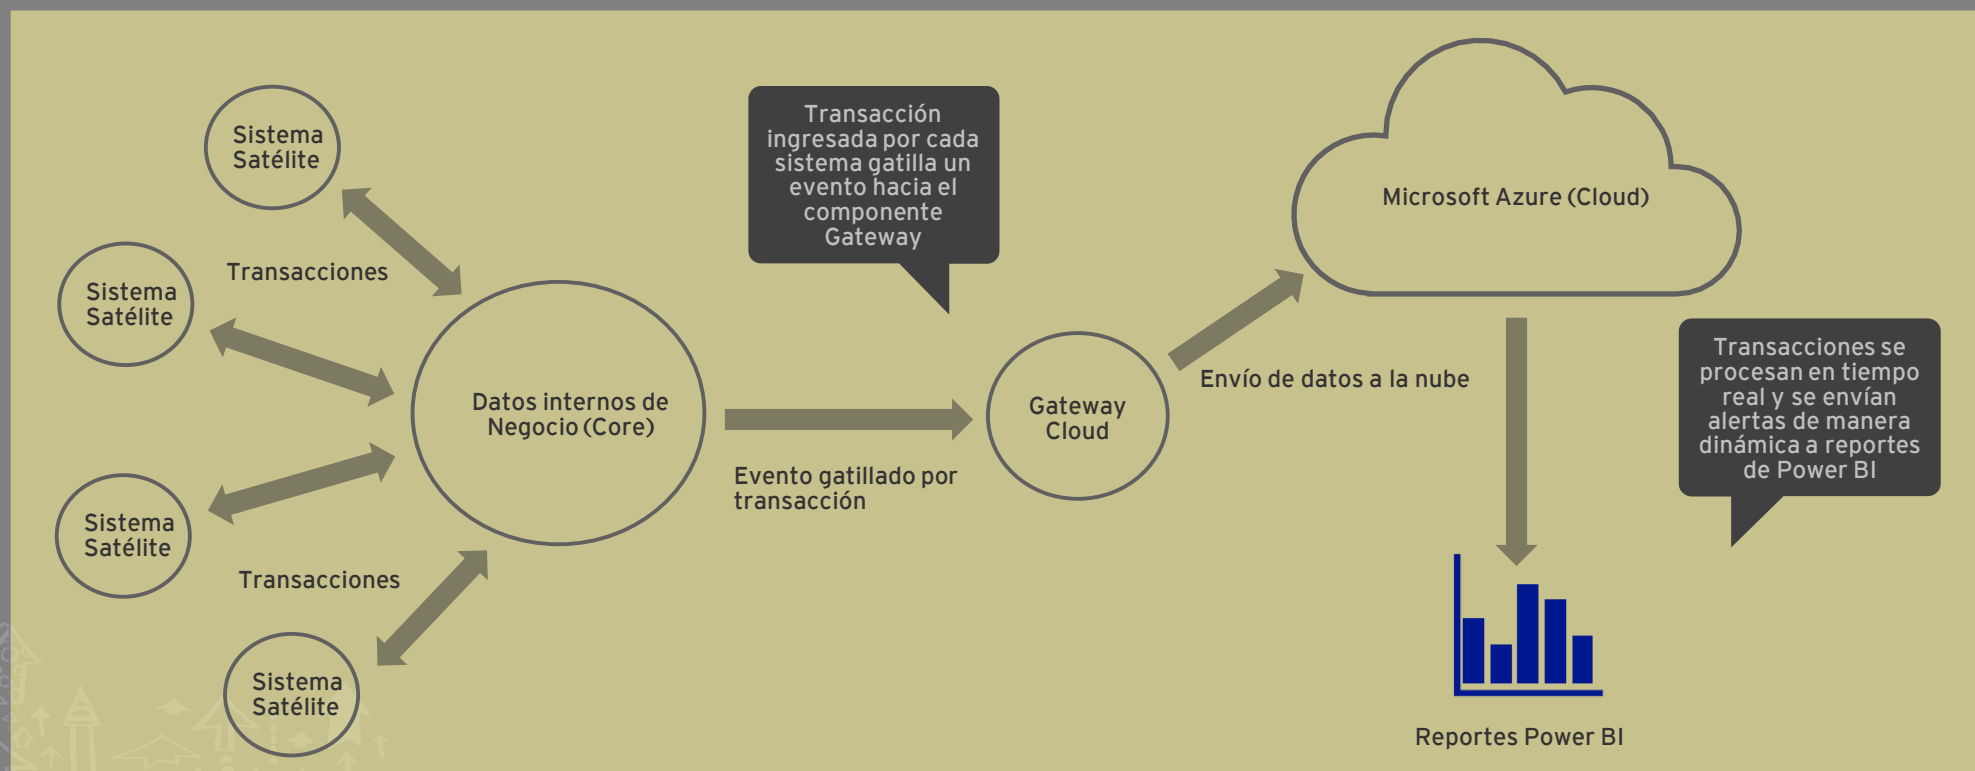 Sistema
Satélite
Transacciones
Sistema
Satélite
Sistema
Satélite
Transacciones
Sistema
Satélite
Datos internos de
Negocio (Core)
Transacción
ingresada por cada
sistema gatilla un
evento hacia el
componente
Gateway
Evento gatillado por
transacción
Gateway
Cloud
Envío de datos a la nube
Microsoft Azure (Cloud)
Transacciones se
procesan en tiempo
real y se envían
alertas de manera
dinámica a reportes
de Power BI
Reportes Power BI